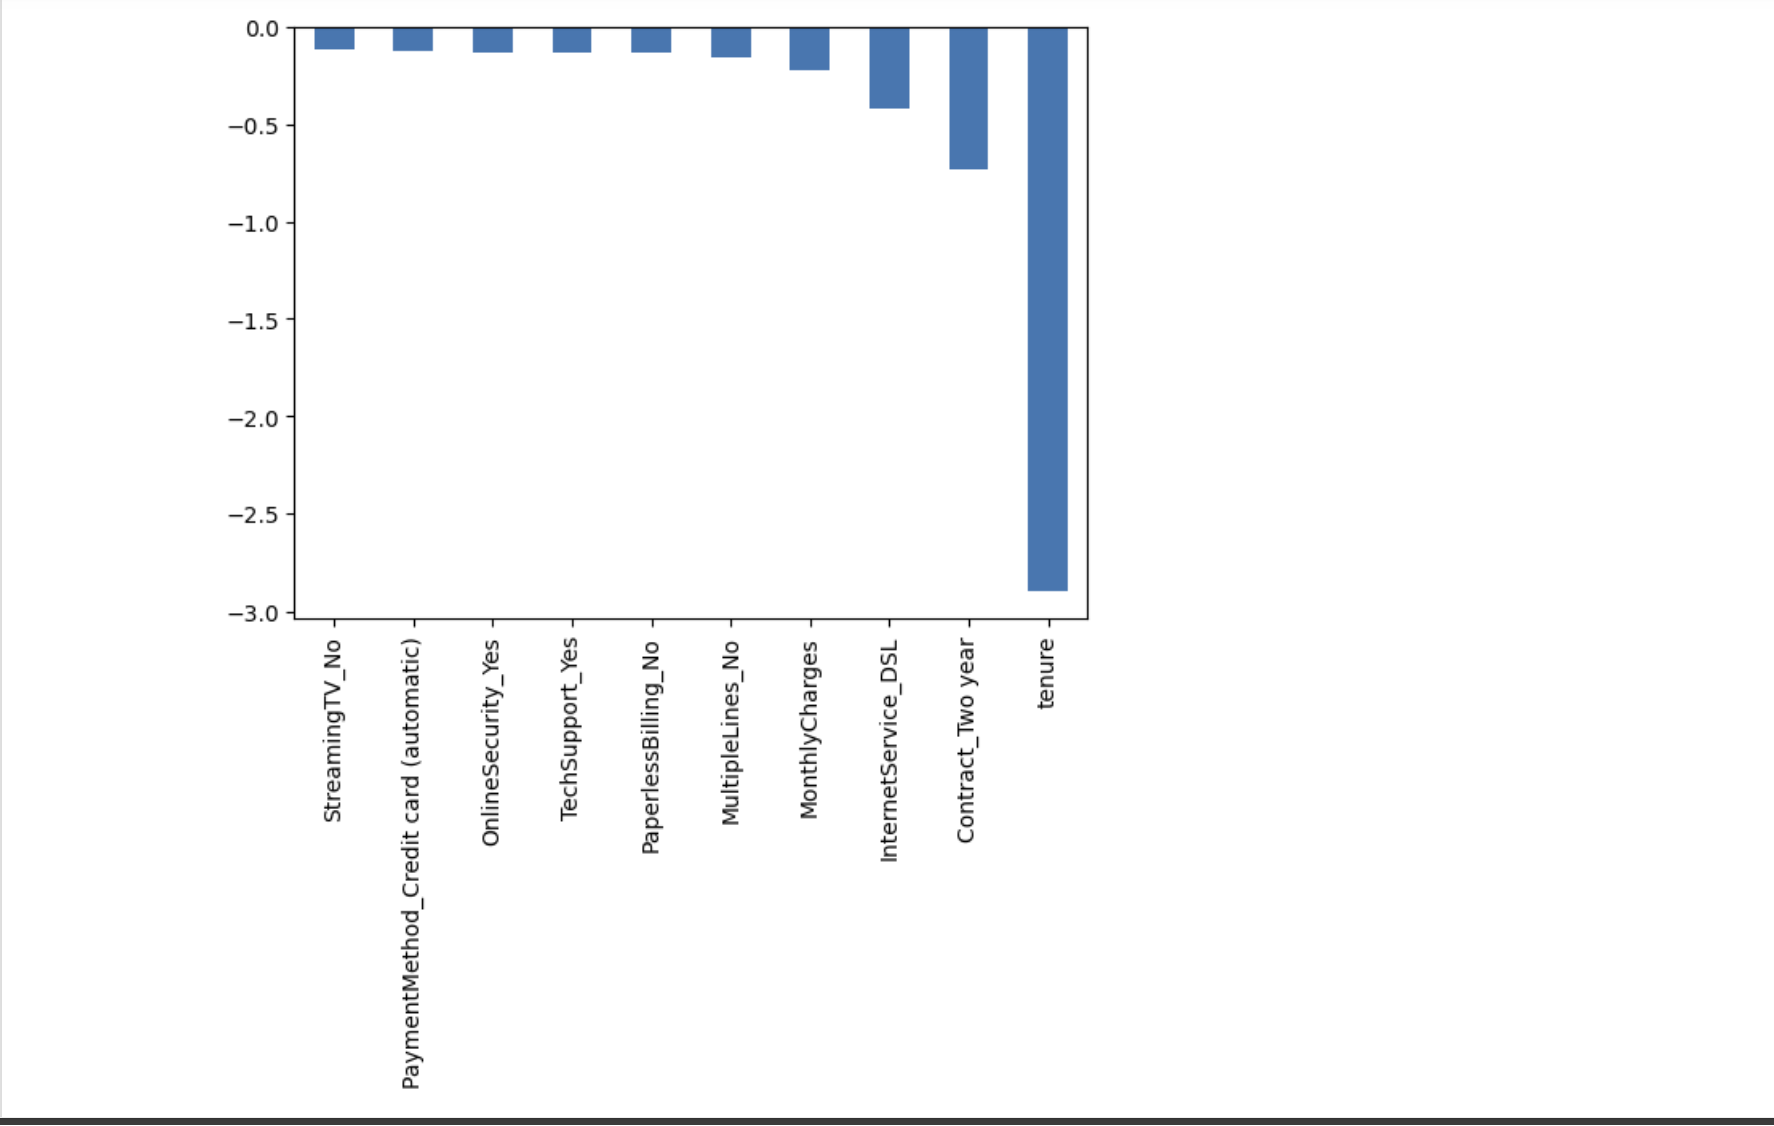 0.0
−0.5
−1.0
−1.5
−2.0
−2.5
−3.0
StreamingTV_No
PaymentMethod_Credit card (automatic)
OnlineSecurity_Yes
TechSupport_Yes
PaperlessBilling_No
MultipleLines_No
MonthlyCharges
InternetService_DSL
Contract_Two year
tenure